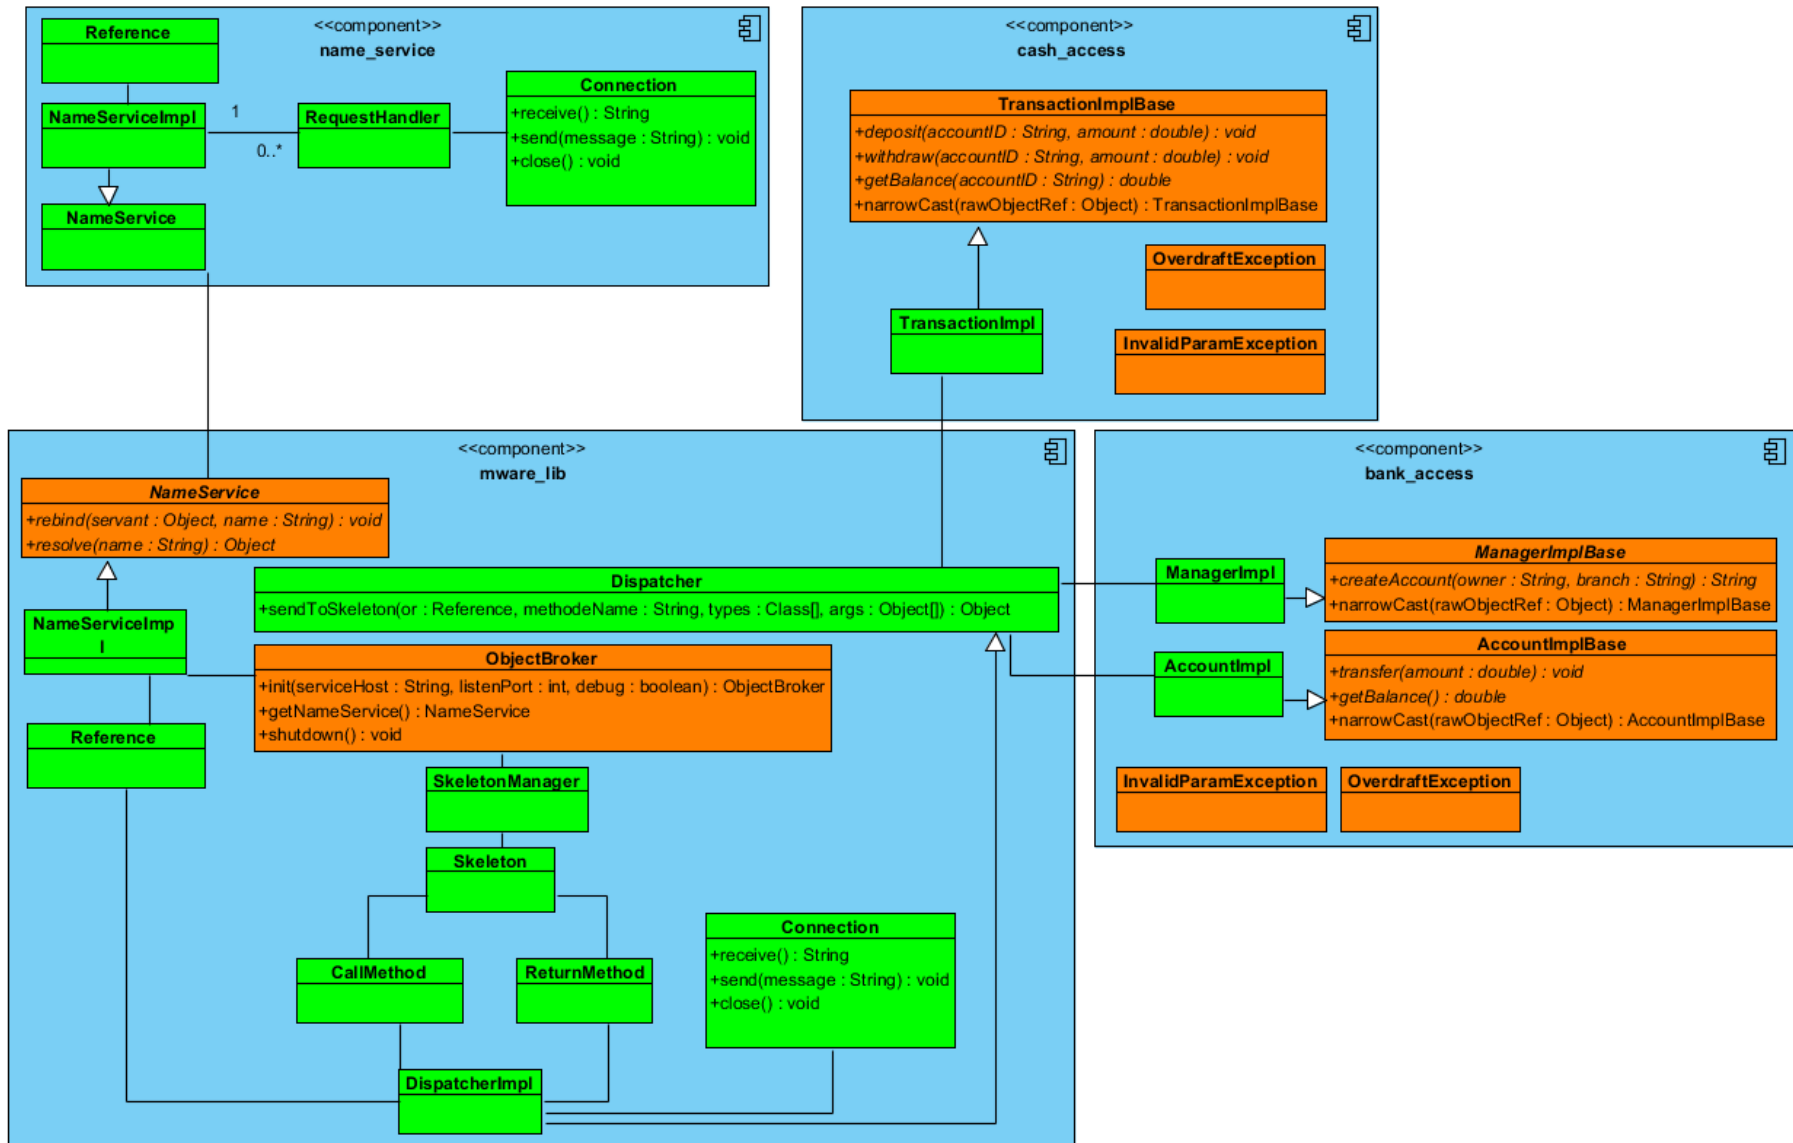 <<component>>
name_service
Reference
NameServiceImpl
1
0..*
RequestHandler
Connection
+receive() : String
+send(message : String) : void
+close() : void
NameService
<<component>>
cash_access
TransactionImplBase
+deposit(accountID : String, amount : double) : void
+withdraw(accountID : String, amount : double) : void
+getBalance(accountID : String) : double
+narrowCast(rawObjectRef : Object) : TransactionImplBase
OverdraftException
TransactionImpl
InvalidParamException
<<component>>
mware_lib
NameService
+rebind(servant : Object, name : String) : void
+resolve(name : String) : Object
Dispatcher
+sendToSkeleton(or : Reference, methodeName : String, types : Class[], args : Object[]) : Object
NameServiceImp
l
ObjectBroker
+init(serviceHost : String, listenPort : int, debug : boolean) : ObjectBroker
+getNameService() : NameService
+shutdown() : void
Reference
SkeletonManager
Skeleton
CallMethod
ReturnMethod
Connection
+receive() : String
+send(message : String) : void
+close() : void
DispatcherImpl
<<component>>
bank_access
ManagerImpl
ManagerImplBase
+createAccount(owner : String, branch : String) : String
+narrowCast(rawObjectRef : Object) : ManagerImplBase
AccountImpl
AccountImplBase
+transfer(amount : double) : void
+getBalance() : double
+narrowCast(rawObjectRef : Object) : AccountImplBase
InvalidParamException
OverdraftException